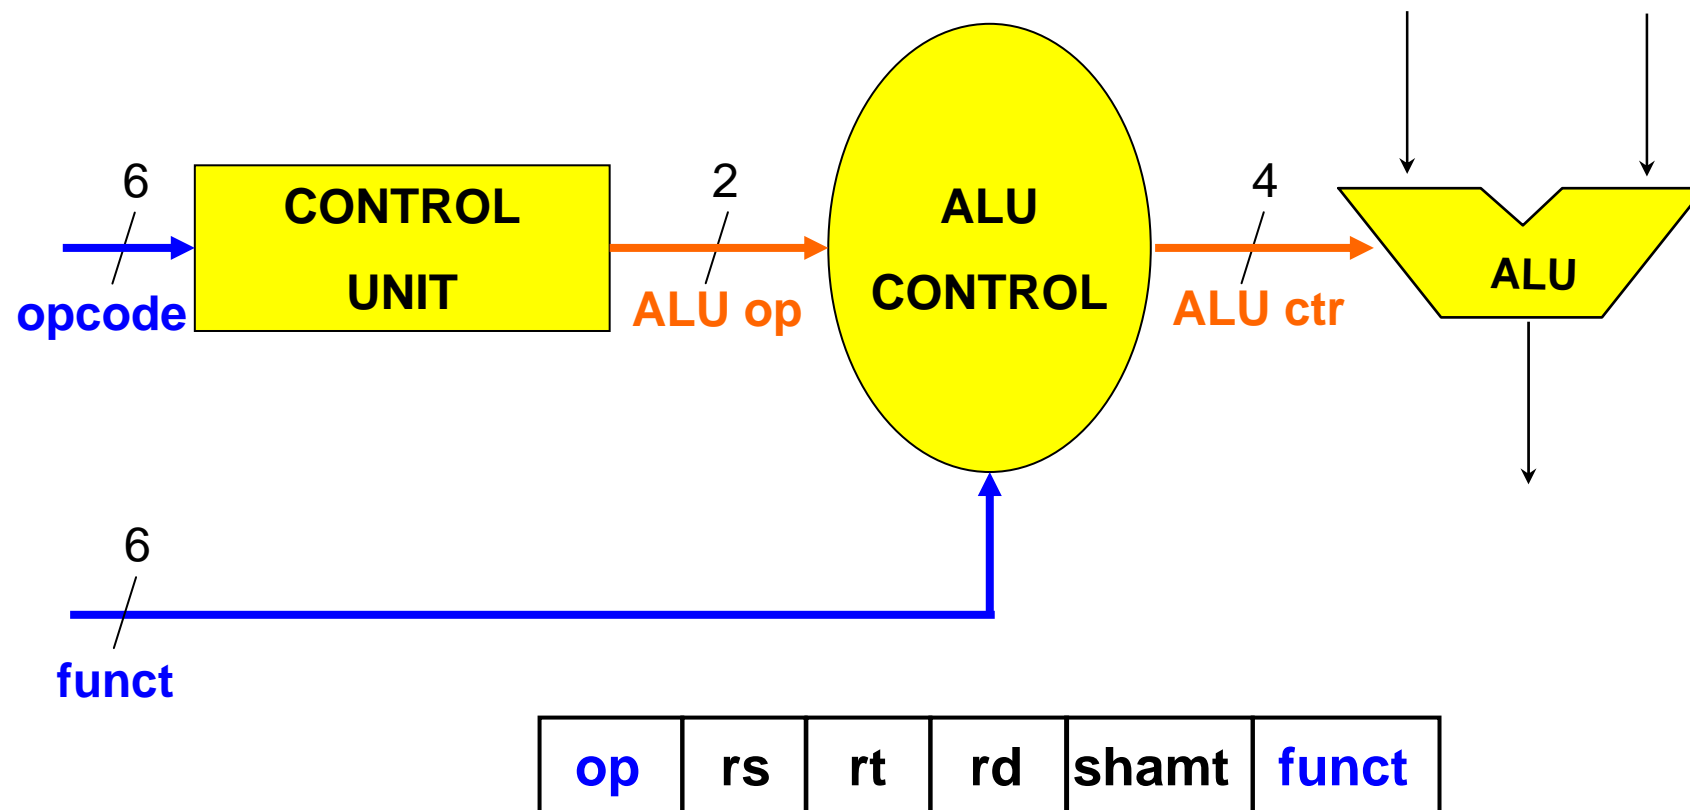 6
opcode
CONTROL
UNIT
2
ALU op
ALU
CONTROL
4
ALU ctr
ALU
6
funct
op rs rt rd shamt funct